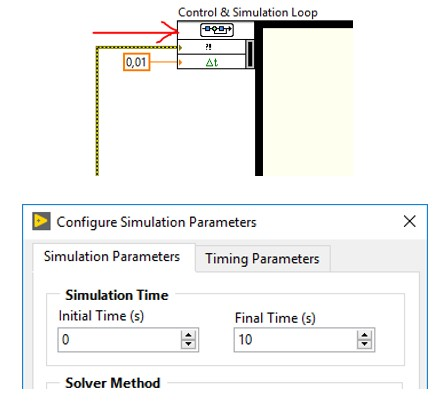 Control & Simulation Loop
?!
0,01
Δt
Configure Simulation Parameters
Simulation Parameters
Timing Parameters
Simulation Time
Initial Time (s)
Final Time (s)
0
10
Solver Method